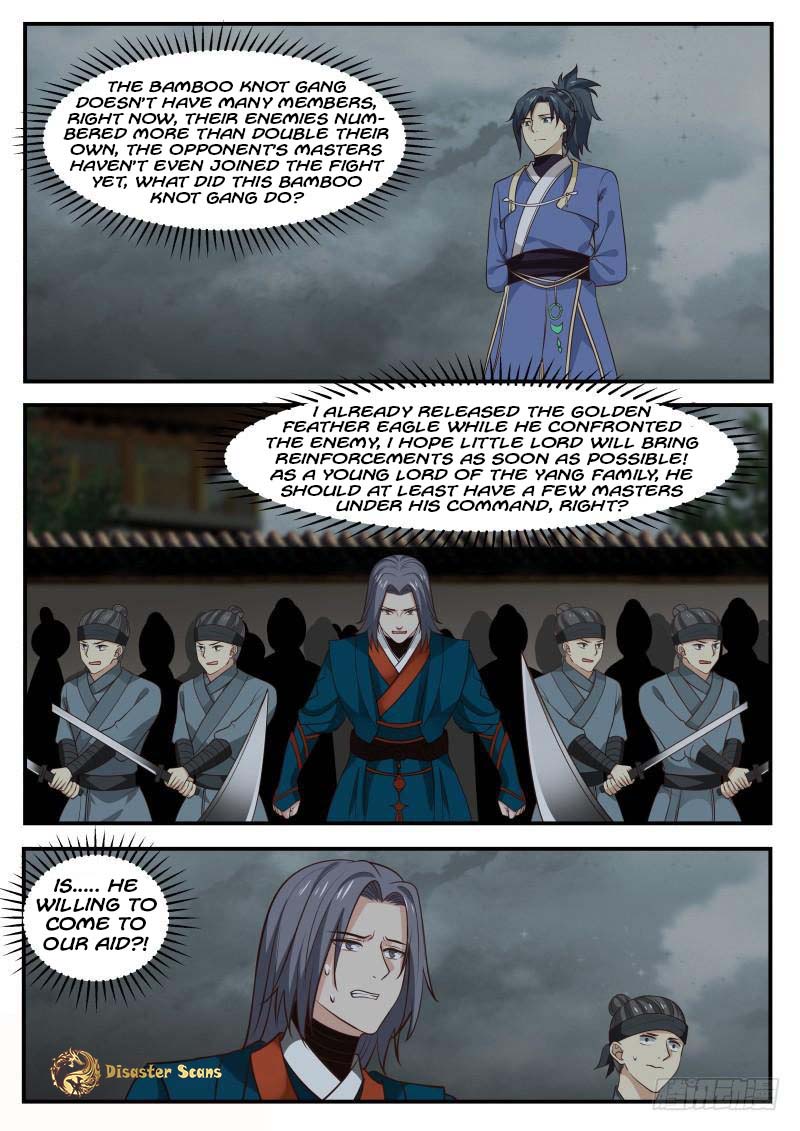 THE BAMBOO KNOT GANG
DOESN'T HAVE MANY MEMBERS,
RIGHT NOW, THEIR ENEMIES NUM-
BERED MORE THAN DOUBLE THEIR
OWN, THE OPPONENT'S MASTERS
HAVEN'T EVEN JOINED THE FIGHT
YET, WHAT DID THIS BAMBOO
KNOT GANG DO?
I ALREADY RELEASED THE GOLDEN
FEATHER EAGLE WHILE HE CONFRONTED
THE ENEMY, I HOPE LITTLE LORD WILL BRING
REINFORCEMENTS AS SOON AS POSSIBLE!
AS A YOUNG LORD OF THE YANG FAMILY, HE
SHOULD AT LEAST HAVE A FEW MASTERS
UNDER HIS COMMAND, RIGHT?
IS..... HE
WILLING TO
COME TO
OUR AID?!
Disaster Scans
腾讯动漫